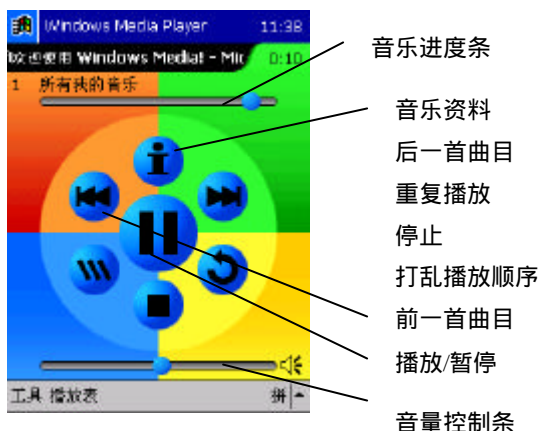 Windows Media Player 11:38
欢迎使用 Windows Media! - Mic 0:10
1 所有我的音乐
工具 播放表 拼
音乐进度条
音乐资料
后一首曲目
重复播放
停止
打乱播放顺序
前一首曲目
播放/暂停
音量控制条